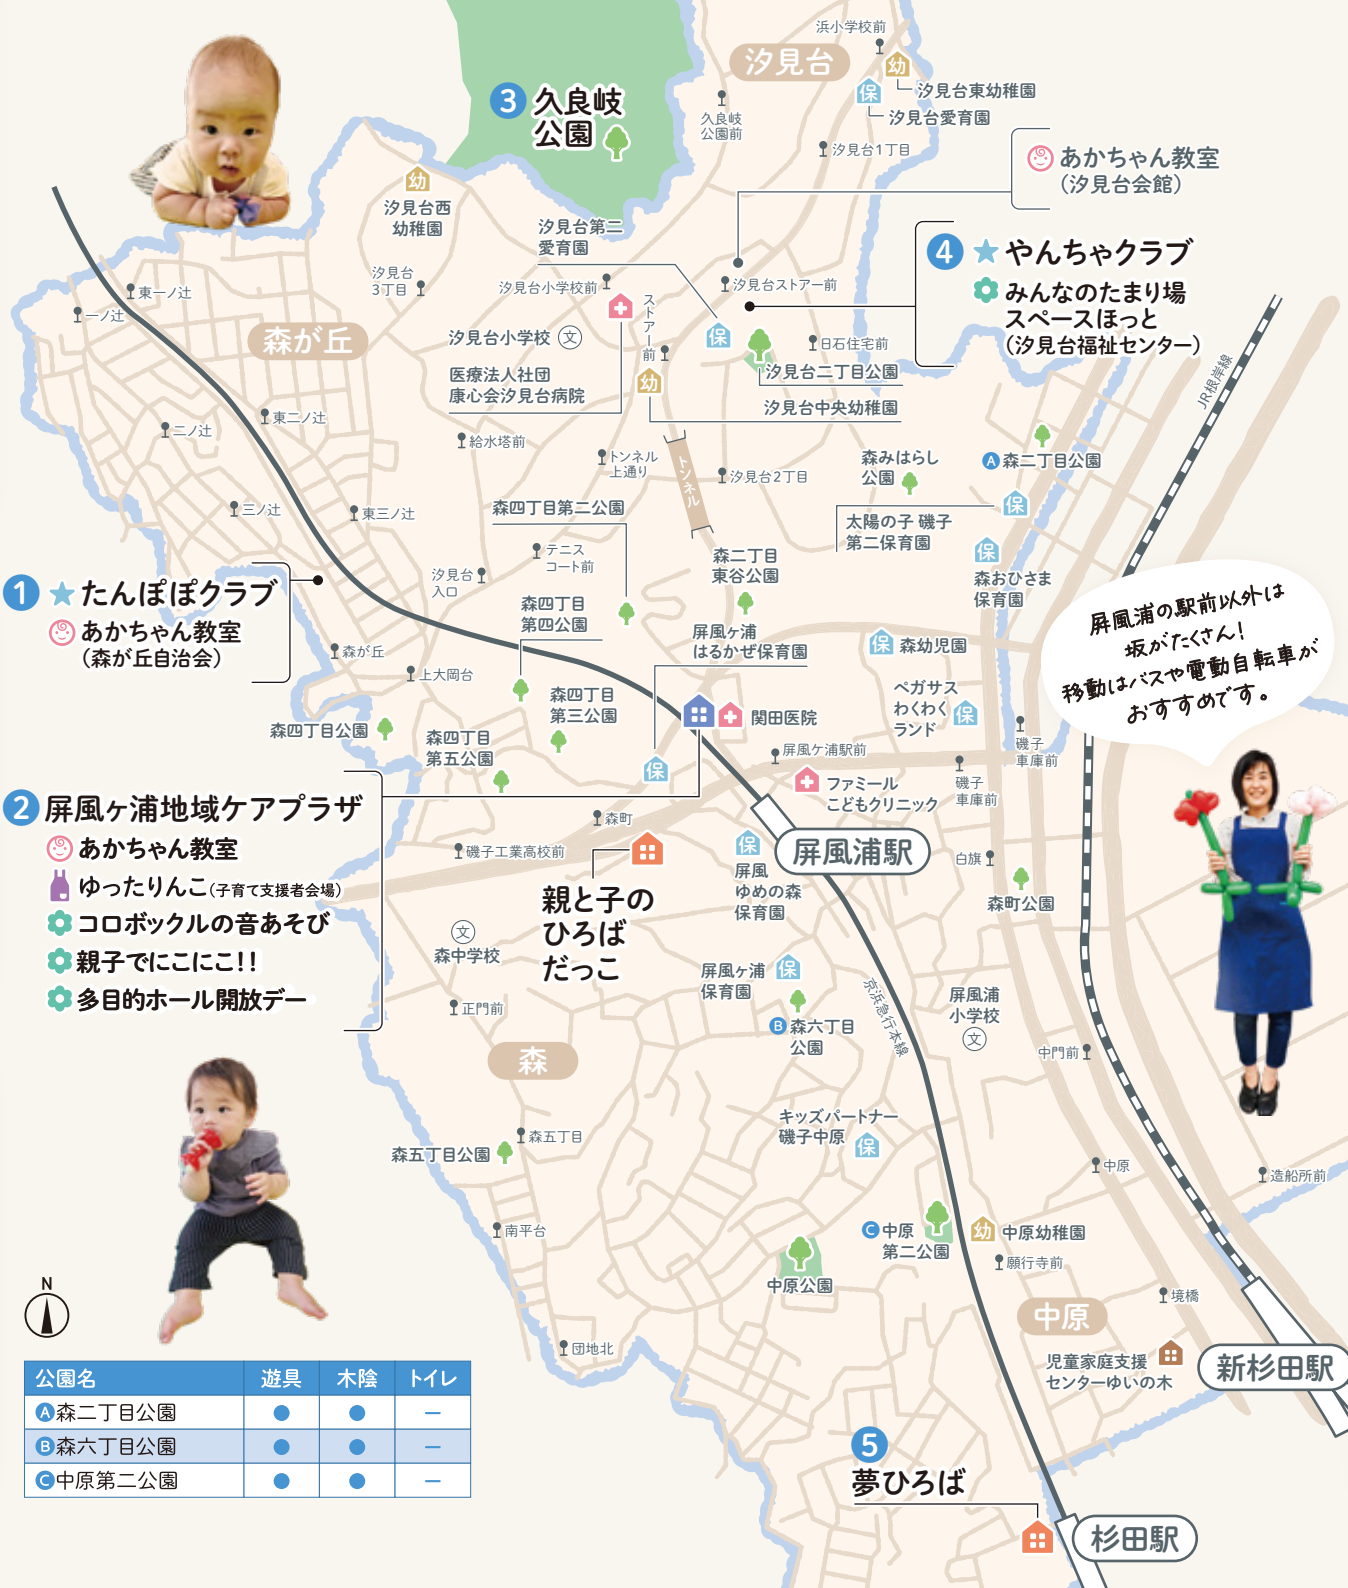 浜小学校前
汐見台
幼
汐見台東幼稚園
保
汐見台愛育園
3
久良岐
公園
久良岐
公園前
汐見台1丁目
あかちゃん教室
(汐見台会館)
幼
汐見台西
幼稚園
汐見台第二
愛育園
4
やんちゃクラブ
みんなのたまり場
スペースほっと
(汐見台福祉センター)
汐見台
3丁目
汐見台小学校前
汐見台ストアー前
ストアー前
東一ノ辻
一ノ辻
森が丘
汐見台小学校
文
保
日石住宅前
医療法人社団
康心会汐見台病院
幼
汐見台二丁目公園
汐見台中央幼稚園
JR根岸線
東二ノ辻
二ノ辻
給水塔前
トンネル
上通り
トンネル
汐見台2丁目
森みはらし
公園
A
森二丁目公園
保
太陽の子 磯子
第二保育園
三ノ辻
東三ノ辻
森四丁目第二公園
テニス
コート前
森二丁目
東谷公園
保
森おひさま
保育園
汐見台
入口
1
たんぽぽクラブ
あかちゃん教室
(森が丘自治会)
森四丁目
第四公園
屏風ヶ浦
はるかぜ保育園
保
森幼児園
屏風浦の駅前以外は
坂がたくさん!
移動はバスや電動自転車が
おすすめです。
森が丘
上大岡台
森四丁目
第三公園
関田医院
ペガサス
わくわく
ランド
保
森四丁目公園
森四丁目
第五公園
保
屏風ケ浦駅前
磯子
車庫前
磯子
車庫前
ファミール
こどもクリニック
2
屏風ヶ浦地域ケアプラザ
あかちゃん教室
ゆったりんこ(子育て支援者会場)
コロボックルの音あそび
親子でにこにこ!!
多目的ホール開放デー
森町
磯子工業高校前
屏風浦駅
保
屏風
ゆめの森
保育園
白旗
森町公園
親と子の
ひろば
だっこ
文
森中学校
屏風ヶ浦
保育園
保
京浜急行本線
屏風浦
小学校
文
正門前
B
森六丁目
公園
中門前
森
キッズパートナー
磯子中原
保
森五丁目
森五丁目公園
中原
造船所前
南平台
C
中原
第二公園
幼
中原幼稚園
願行寺前
中原公園
境橋
中原
N
団地北
児童家庭支援
センターゆいの木
新杉田駅
公園名 遊具 木陰 トイレ
A森二丁目公園 ● ● ー
B森六丁目公園 ● ● ー
C中原第二公園 ● ● ー
5
夢ひろば
杉田駅